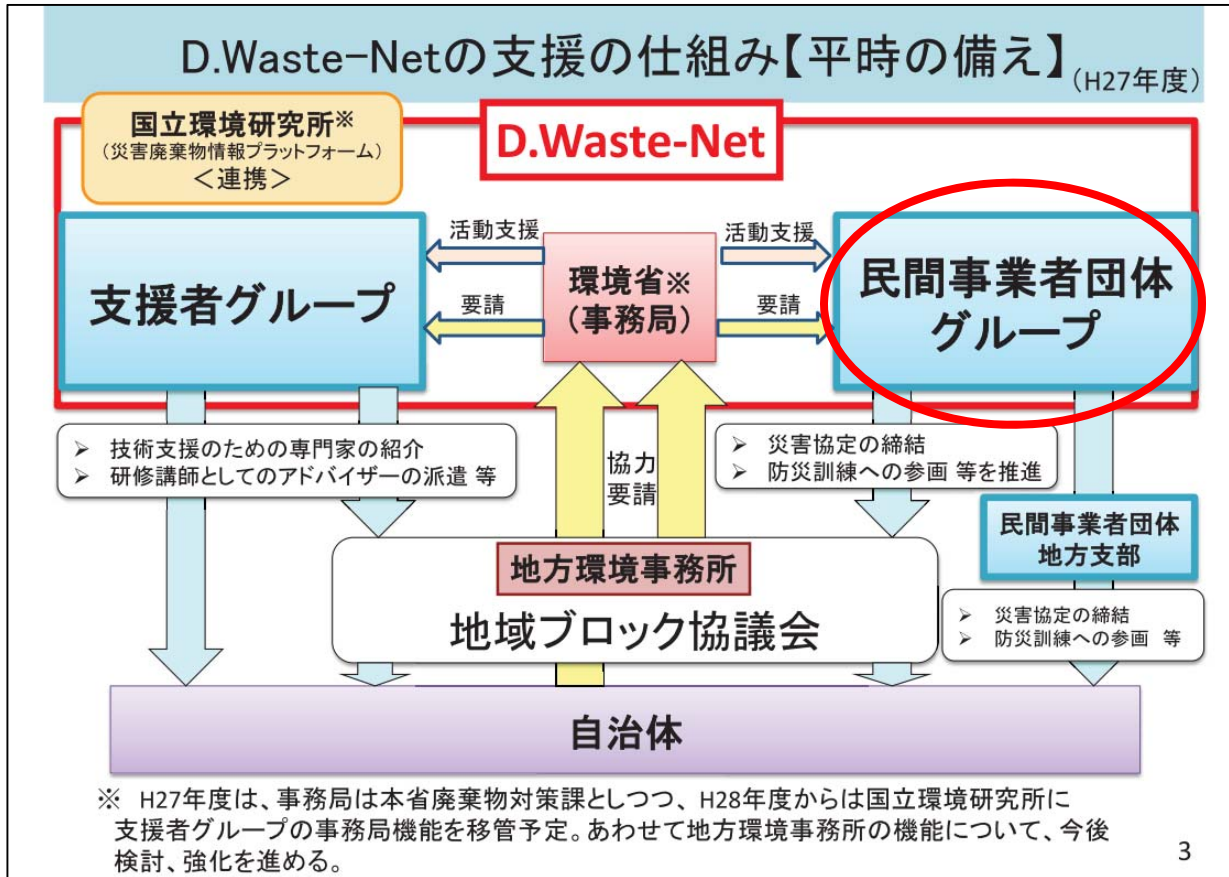 D.Waste-Netの支援の仕組み【平時の備え】(H27年度)
国立環境研究所※
(災害廃棄物情報プラットフォーム)
<連携>
D.Waste-Net
支援者グループ
活動支援
要請
環境省※
(事務局)
活動支援
要請
民間事業者団体
グループ
➢ 技術支援のための専門家の紹介
➢ 研修講師としてのアドバイザーの派遣 等
協力
要請
➢ 災害協定の締結
➢ 防災訓練への参画 等を推進
民間事業者団体
地方支部
地方環境事務所
地域ブロック協議会
➢ 災害協定の締結
➢ 防災訓練への参画 等
自治体
※ H27年度は、事務局は本省廃棄物対策課としつつ、H28年度からは国立環境研究所に
支援者グループの事務局機能を移管予定。あわせて地方環境事務所の機能について、今後
検討、強化を進める。
3